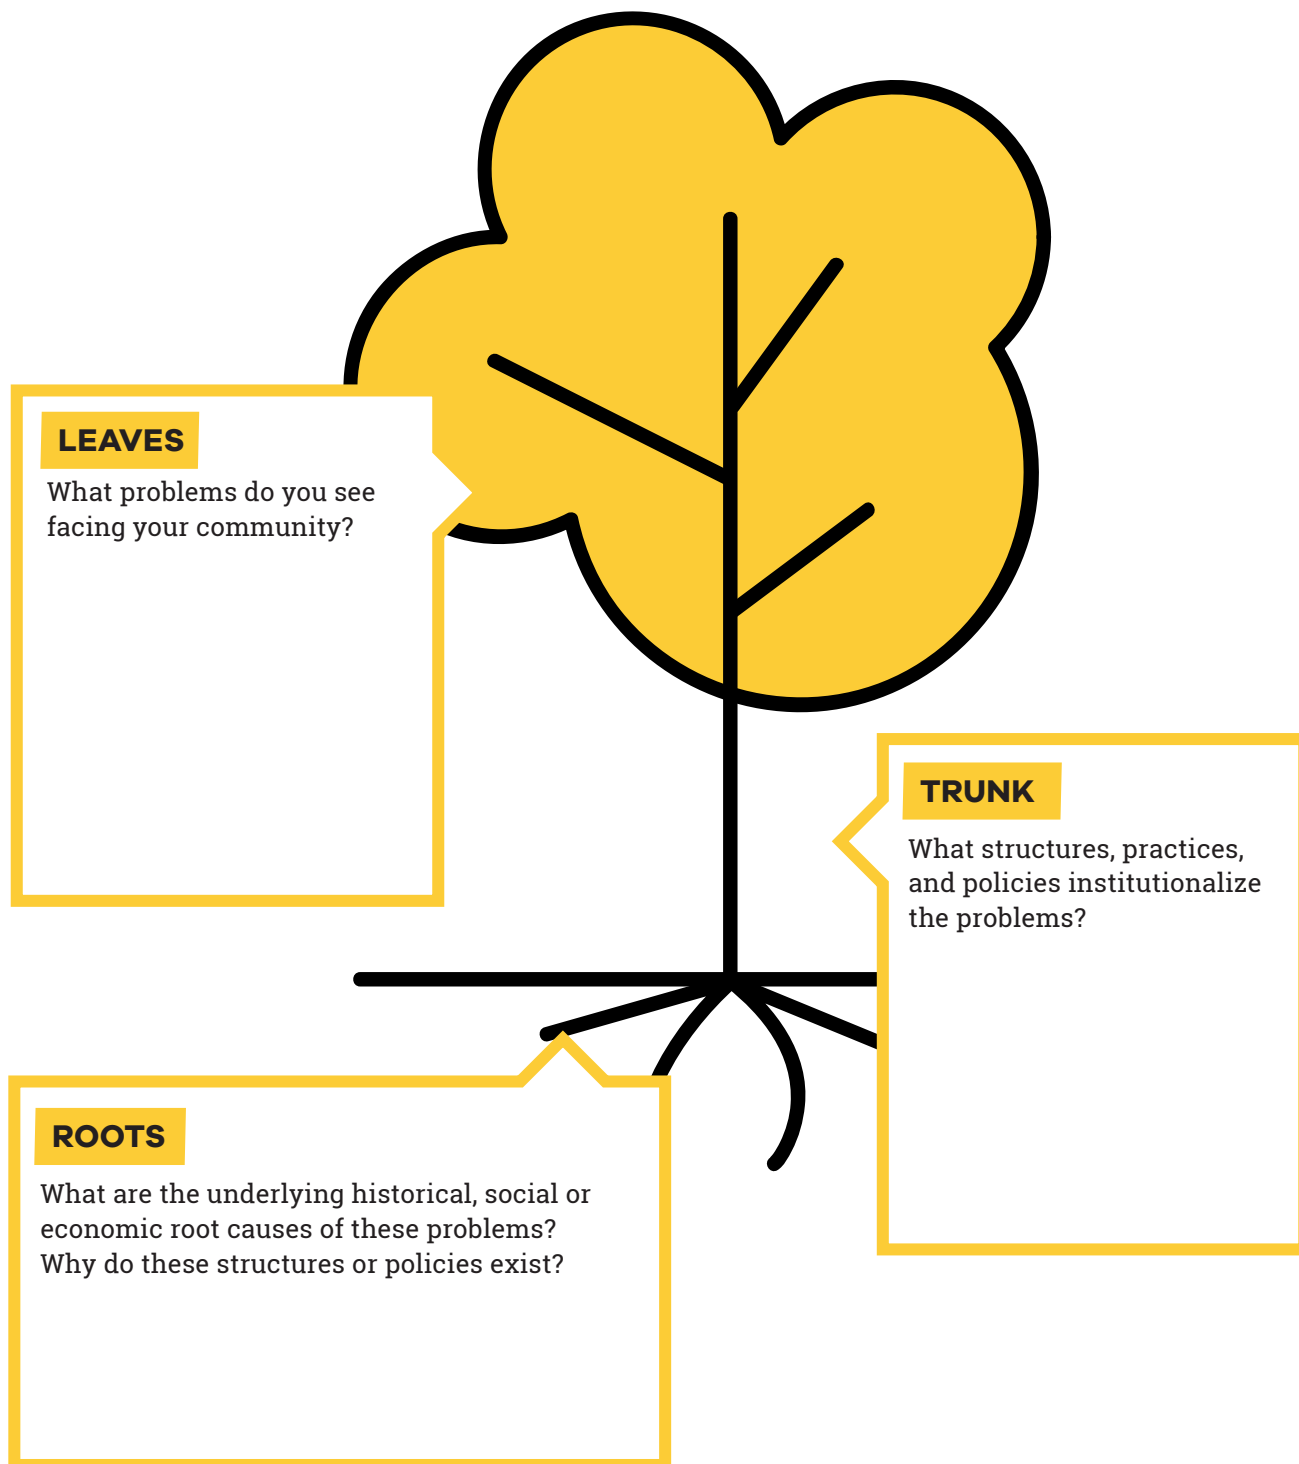 LEAVES
What problems do you see
facing your community?
TRUNK
What structures, practices,
and policies institutionalize
the problems?
ROOTS
What are the underlying historical, social or
economic root causes of these problems?
Why do these structures or policies exist?